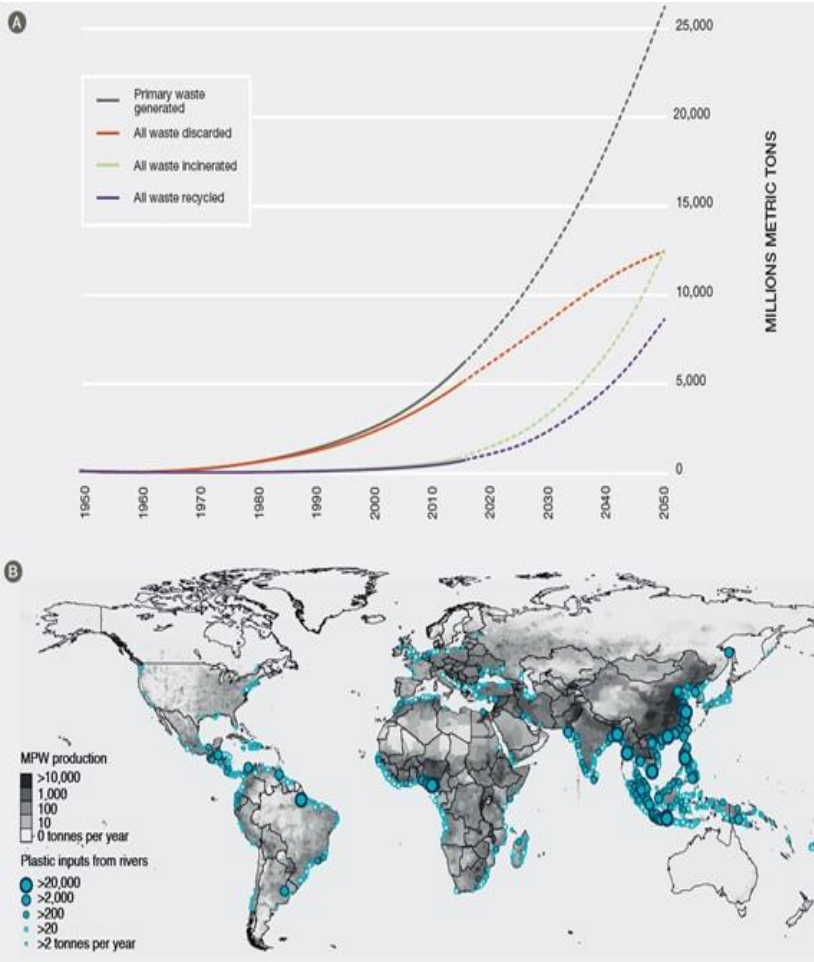 A
25,000
20,000
15,000
10,000
5,000
0
MILLIONS METRIC TONS
Primary waste
generated
All waste discarded
All waste incinerated
All waste recycled
1950
1960
1970
1980
1990
2000
2010
2020
2030
2040
2050
B
MPW production
>10,000
1,000
100
10
0 tonnes per year
Plastic inputs from rivers
>20,000
>2,000
>200
>20
>2 tonnes per year